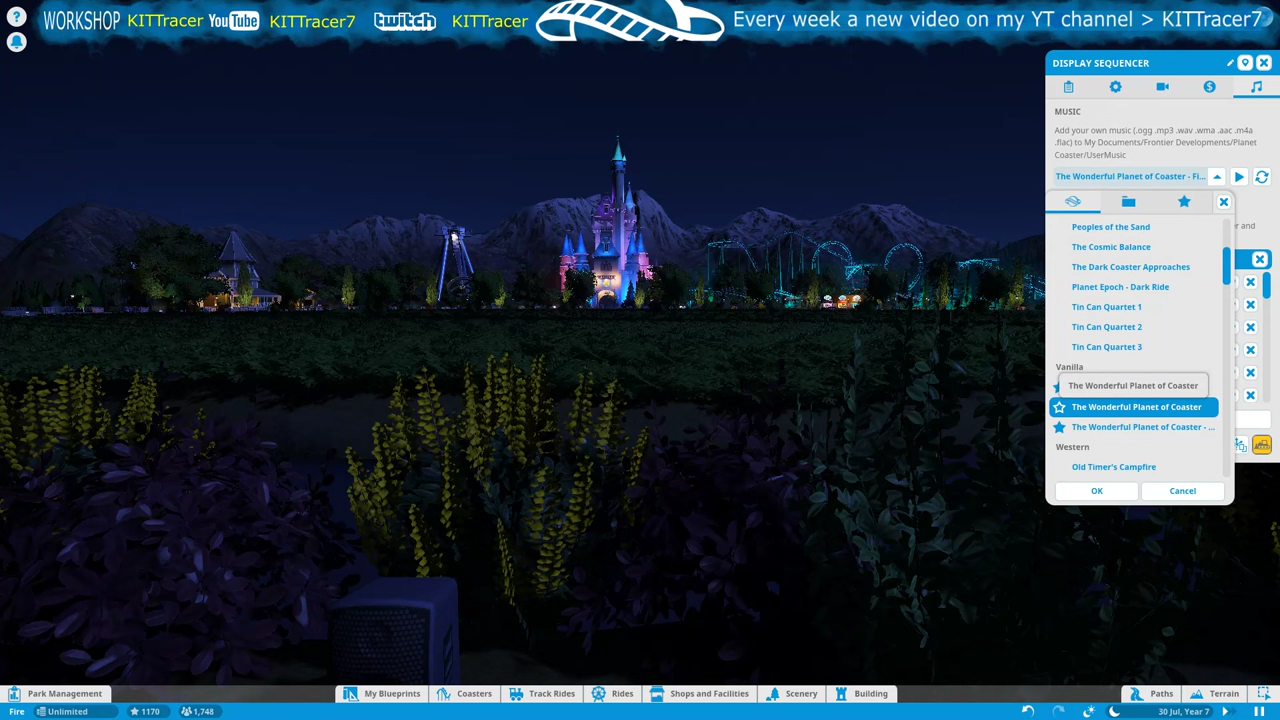 WORKSHOP KITTracer YouTube KITTracer7 twitch KITTracer Every week a new video on my YT channel > KITTracer7
DISPLAY SEQUENCER
MUSIC
Add your own music (.ogg .mp3 .wav .wma .aac .m4a
.flac) to My Documents/Frontier Developments/Planet
Coaster/UserMusic
The Wonderful Planet of Coaster - Fi...
Peoples of the Sand
The Cosmic Balance
The Dark Coaster Approaches
Planet Epoch - Dark Ride
Tin Can Quartet 1
Tin Can Quartet 2
Tin Can Quartet 3
Vanilla
The Wonderful Planet of Coaster
The Wonderful Planet of Coaster
The Wonderful Planet of Coaster - ...
Western
Old Timer's Campfire
OK Cancel
Park Management My Blueprints Coasters Track Rides Rides Shops and Facilities Scenery Building Paths Terrain
Fire Unlimited 1170 1,748 30 Jul, Year 7